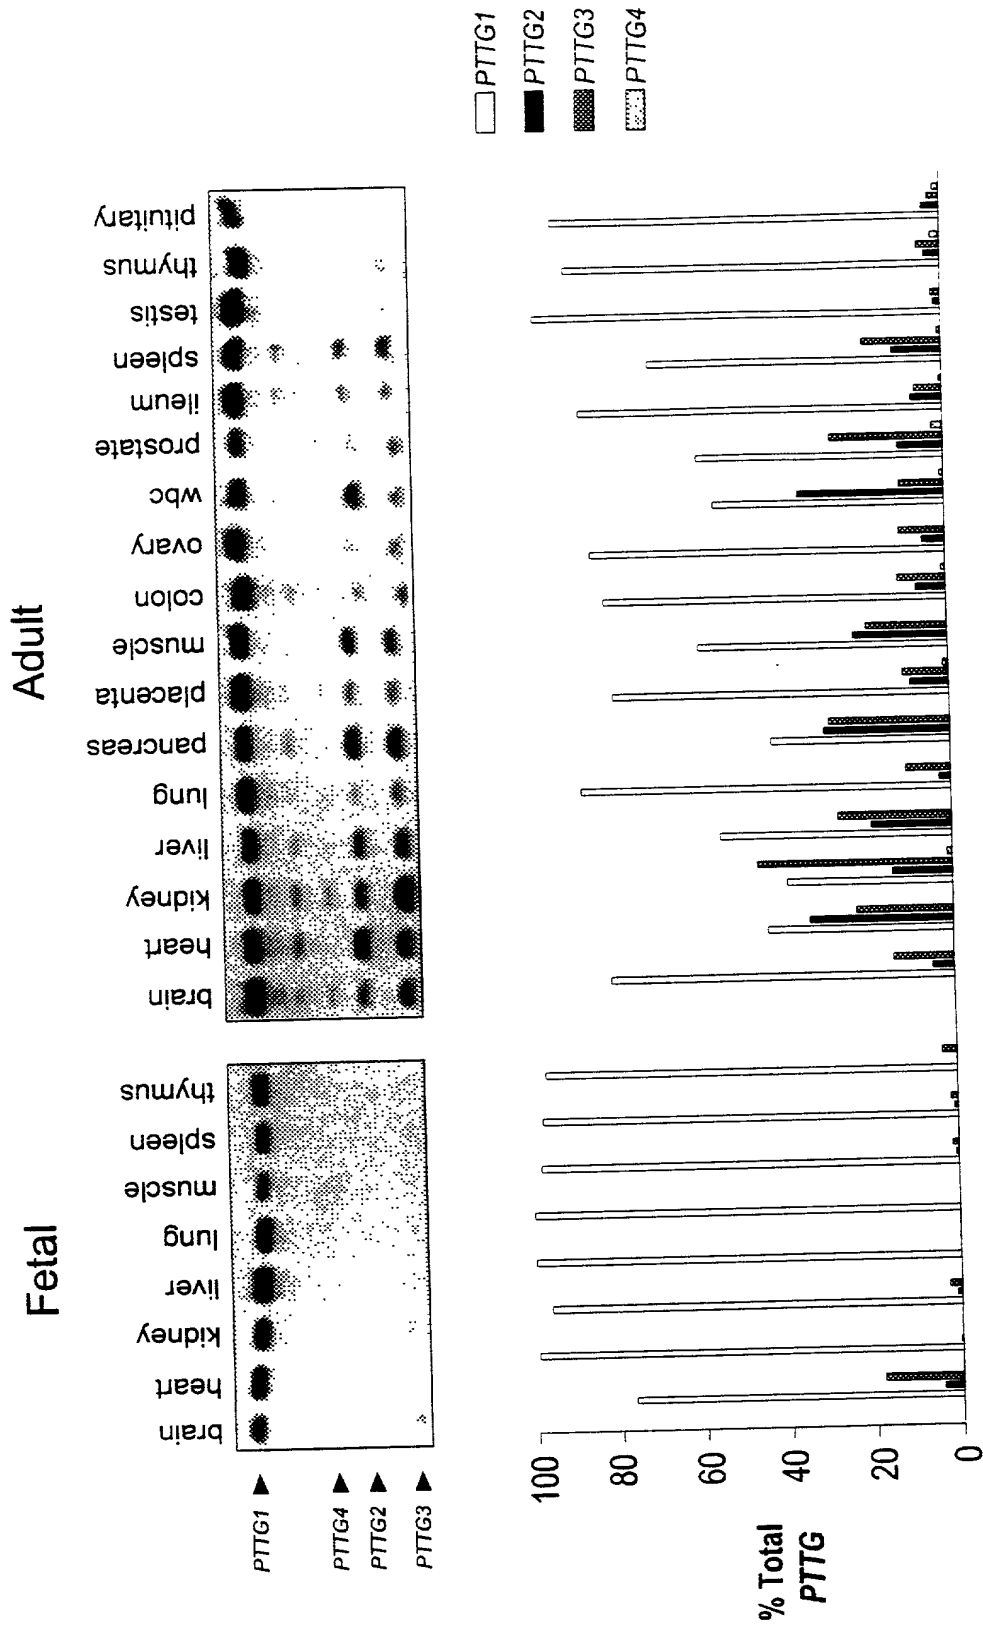 Fetal
Adult
brain
heart
kidney
liver
lung
muscle
spleen
thymus
brain
heart
kidney
liver
lung
pancreas
placenta
muscle
colon
ovary
wbc
prostate
ileum
spleen
testis
thymus
pituitary
PTTG1
PTTG4
PTTG2
PTTG3
% Total
PTTG
100
80
60
40
20
0
PTTG1
PTTG2
PTTG3
PTTG4